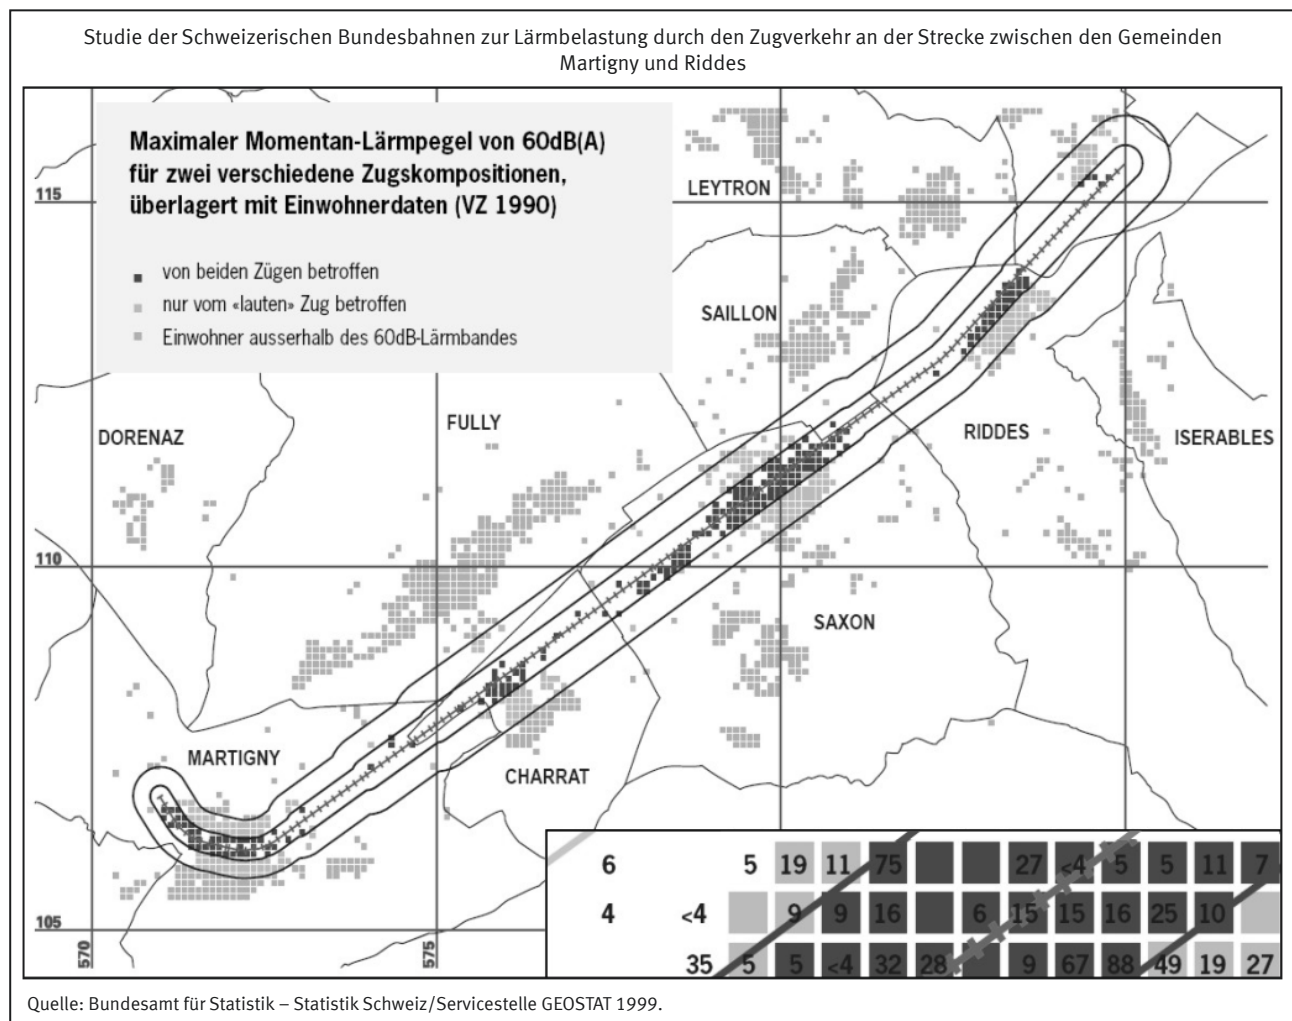 Studie der Schweizerischen Bundesbahnen zur Lärmbelastung durch den Zugverkehr an der Strecke zwischen den Gemeinden
Martigny und Riddes
Maximaler Momentan-Lärmpegel von 60dB(A)
für zwei verschiedene Zugskompositionen,
überlagert mit Einwohnerdaten (VZ 1990)
von beiden Zügen betroffen
nur vom «lauten» Zug betroffen
Einwohner ausserhalb des 60dB-Lärmbandes
115
LEYTRON
SAILLON
DORENAZ
FULLY
RIDDES
ISERABLES
110
SAXON
MARTIGNY
CHARRAT
105
570
575
6 5 19 11 75 27 <4 5 5 11 7
4 <4 9 9 16 6 15 15 16 25 10
35 5 5 <4 32 28 9 67 88 49 19 27
Quelle: Bundesamt für Statistik – Statistik Schweiz/Servicestelle GEOSTAT 1999.